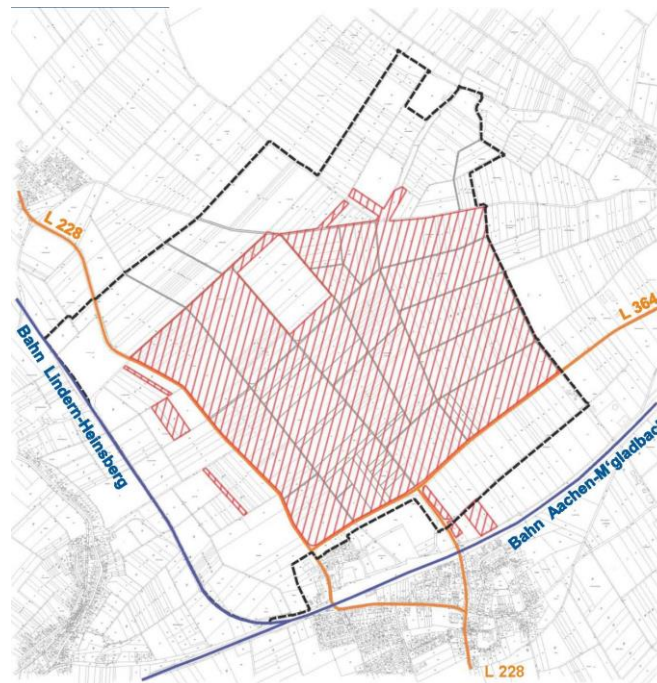 L 228
L 364
Bahn Lindern-Heinsberg
Bahn Aachen-M'gladbach
L 228